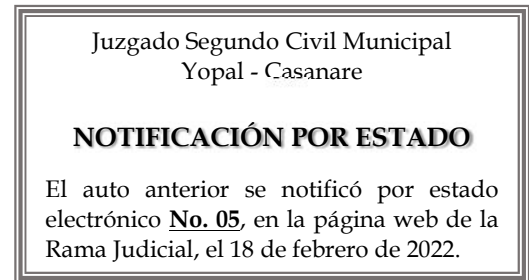 Juzgado Segundo Civil Municipal
Yopal - Casanare
NOTIFICACIÓN POR ESTADO
El auto anterior se notificó por estado
electrónico No. 05, en la página web de la
Rama Judicial, el 18 de febrero de 2022.